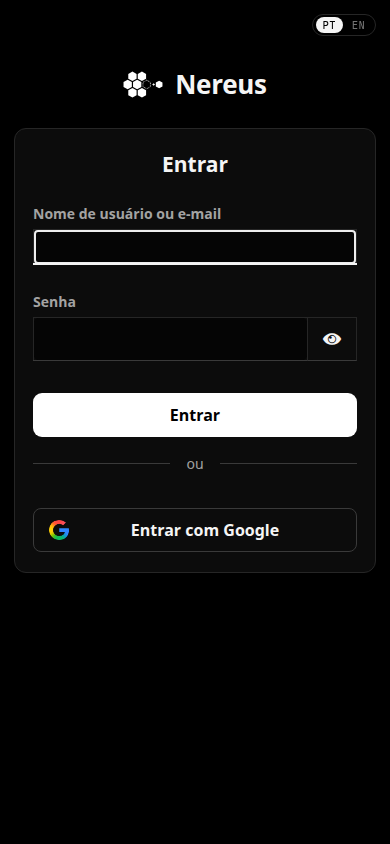 PT EN
Nereus
Entrar
Nome de usuário ou e-mail
Senha
Entrar
ou
Entrar com Google